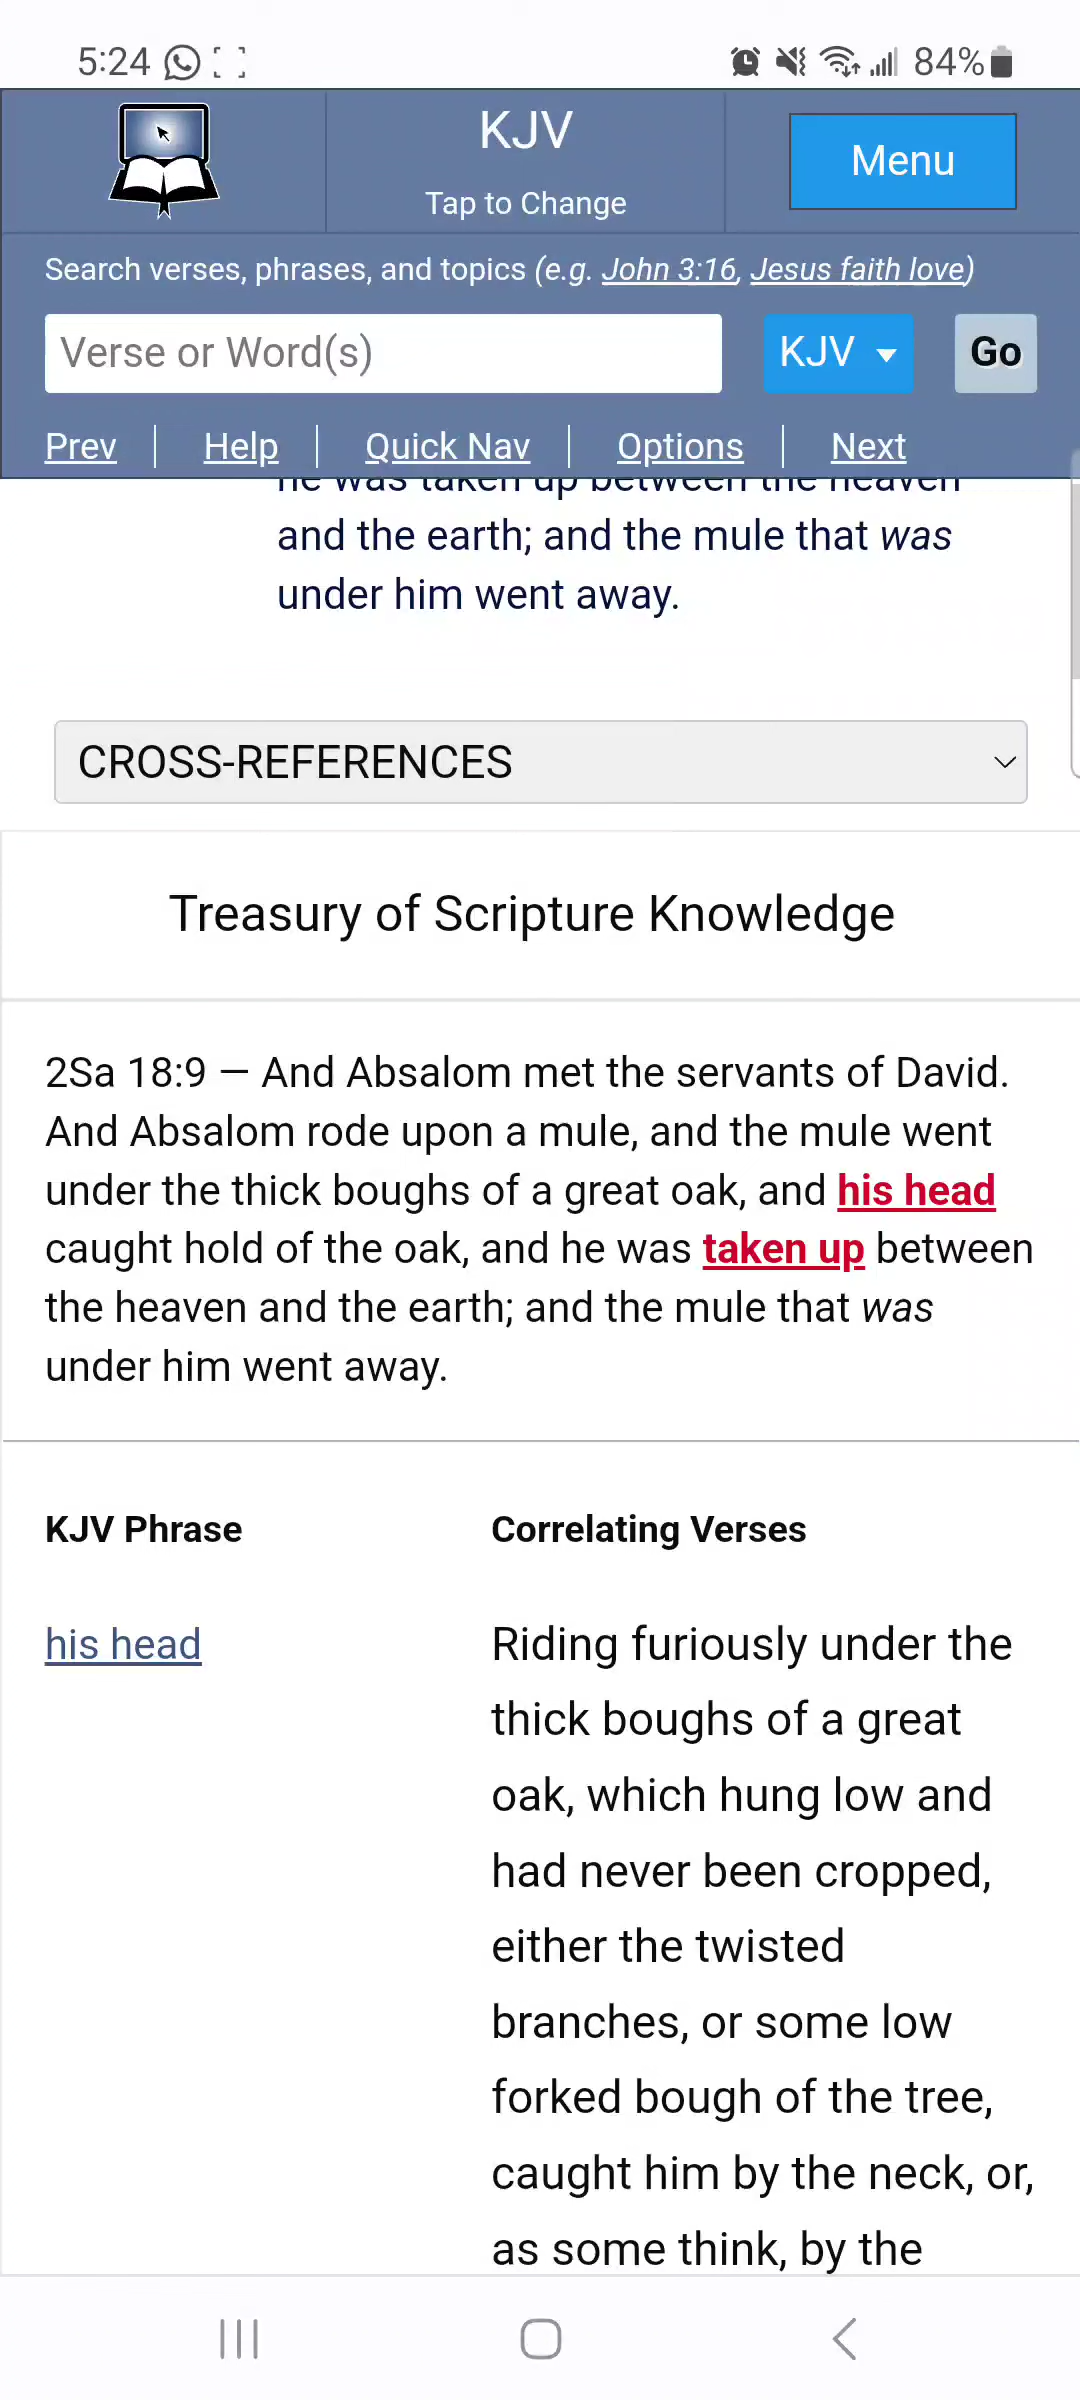 5:24
84%
KJV
Tap to Change
Menu
Search verses, phrases, and topics (e.g. John 3:16, Jesus faith love)
Verse or Word(s)
KJV
Go
Prev
Help
Quick Nav
Options
Next
he was taken up between the heaven
and the earth; and the mule that was
under him went away.
CROSS-REFERENCES
Treasury of Scripture Knowledge
2Sa 18:9 — And Absalom met the servants of David.
And Absalom rode upon a mule, and the mule went
under the thick boughs of a great oak, and his head
caught hold of the oak, and he was taken up between
the heaven and the earth; and the mule that was
under him went away.
KJV Phrase
Correlating Verses
his head
Riding furiously under the
thick boughs of a great
oak, which hung low and
had never been cropped,
either the twisted
branches, or some low
forked bough of the tree,
caught him by the neck, or,
as some think, by the